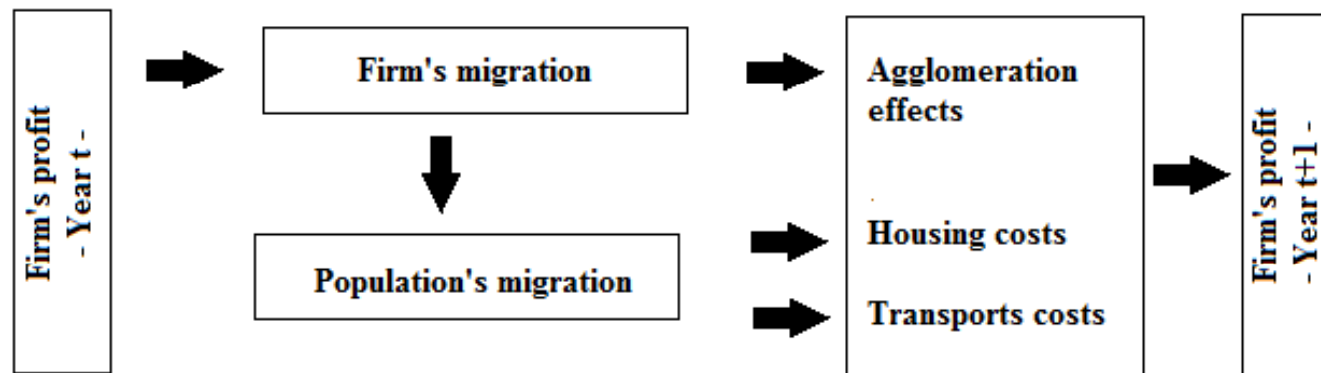 Firm's profit
- Year t -
Firm's migration
Population's migration
Agglomeration
effects
Housing costs
Transports costs
Firm's profit
- Year t+1 -